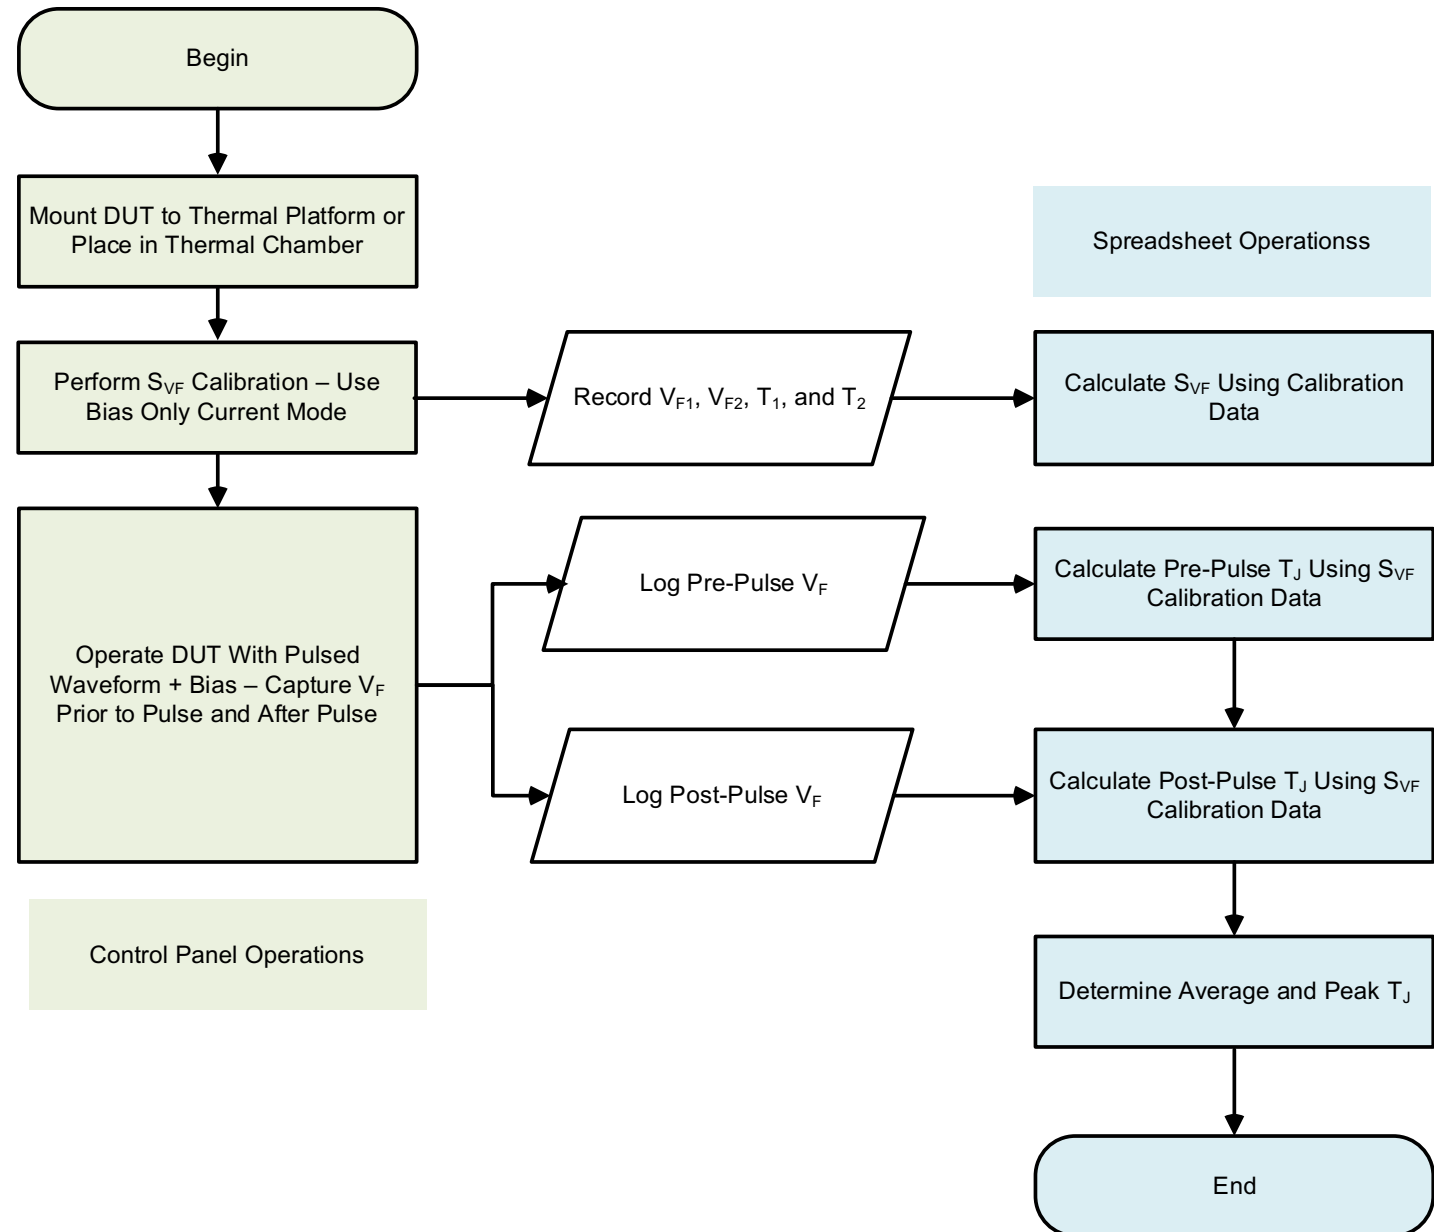 Begin
Mount DUT to Thermal Platform or
Place in Thermal Chamber
Spreadsheet Operationss
Perform SVF Calibration – Use
Bias Only Current Mode
Record VF1, VF2, T1, and T2
Calculate SVF Using Calibration
Data
Operate DUT With Pulsed
Waveform + Bias – Capture VF
Prior to Pulse and After Pulse
Log Pre-Pulse VF
Calculate Pre-Pulse TJ Using SVF
Calibration Data
Log Post-Pulse VF
Calculate Post-Pulse TJ Using SVF
Calibration Data
Control Panel Operations
Determine Average and Peak TJ
End